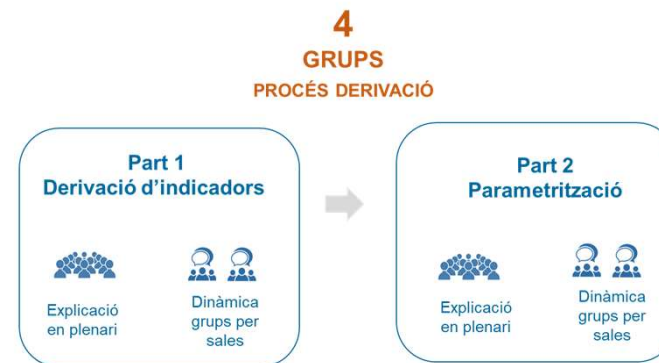 4
GRUPS
PROCÉS DERIVACIÓ
Part 1
Derivació d'indicadors
Explicació
en plenari
Dinàmica
grups per
sales
Part 2
Parametrització
Explicació
en plenari
Dinàmica
grups per
sales